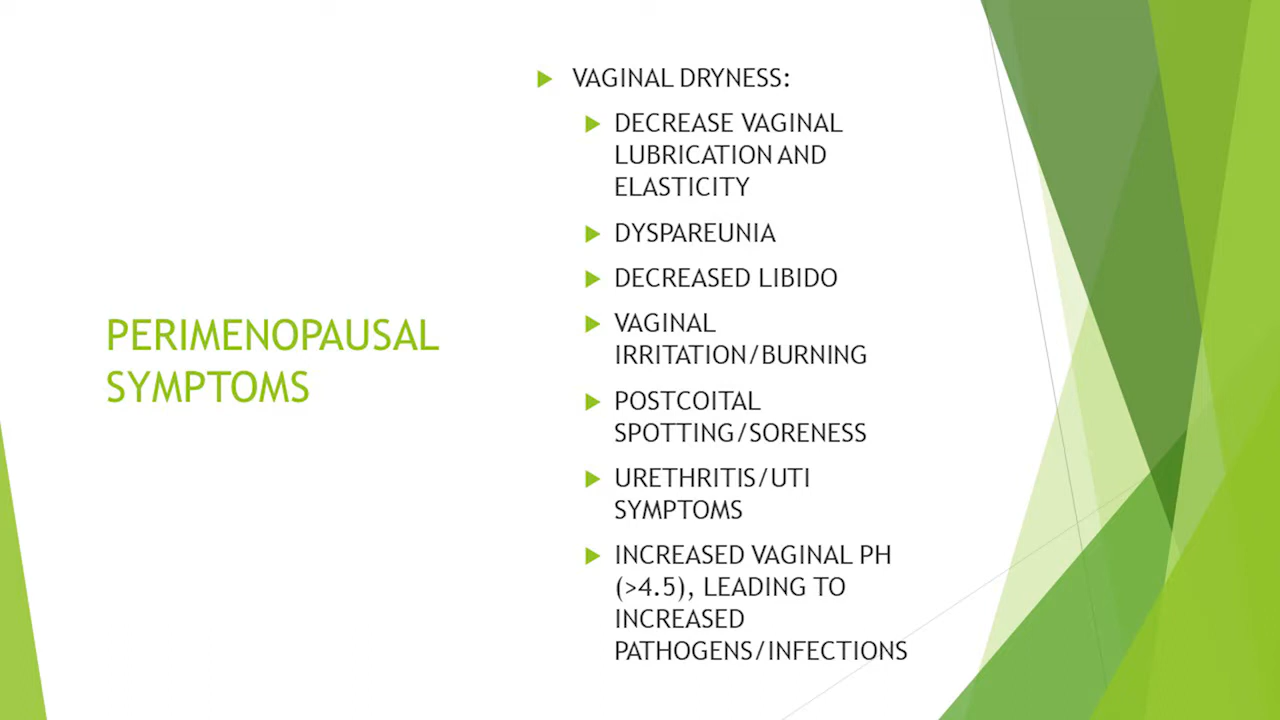 PERIMENOPAUSAL
SYMPTOMS
VAGINAL DRYNESS:
DECREASE VAGINAL
LUBRICATION AND
ELASTICITY
DYSPAREUNIA
DECREASED LIBIDO
VAGINAL
IRRITATION/BURNING
POSTCOITAL
SPOTTING/SORENESS
URETHRITIS/UTI
SYMPTOMS
INCREASED VAGINAL PH
(>4.5), LEADING TO
INCREASED
PATHOGENS/INFECTIONS